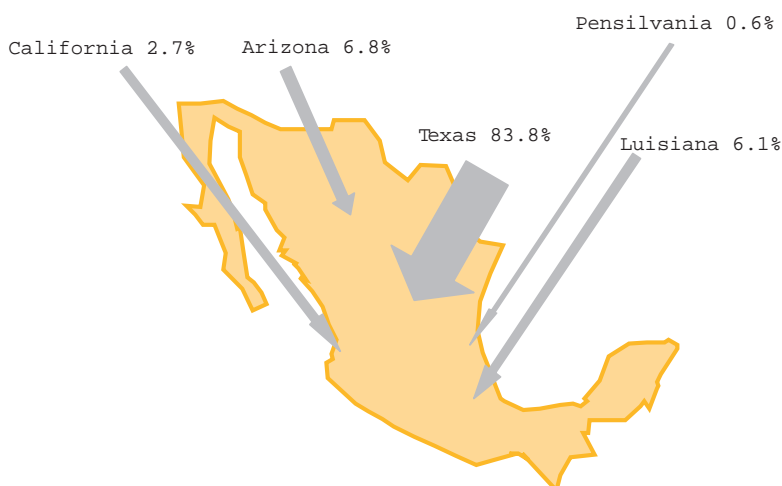 Pensilvania 0.6%
California 2.7%
Arizona 6.8%
Texas 83.8%
Luisiana 6.1%